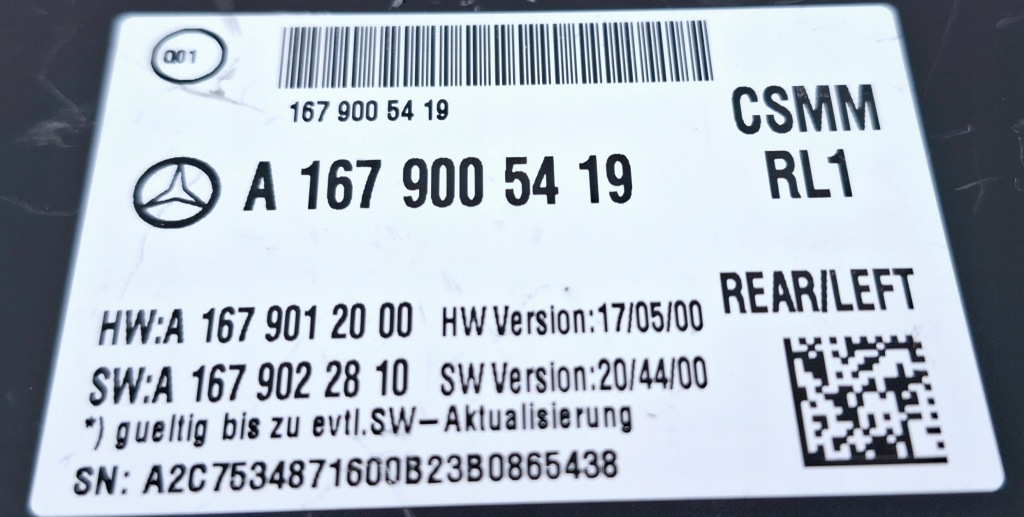 001
167 900 54 19
CSMM
RL1
A 167 900 54 19
REAR/LEFT
HW:A 167 901 20 00 HW Version:17/05/00
SW:A 167 902 28 10 SW Version:20/44/00
*) gueltig bis zu evtl.SW-Aktualisierung
SN: A2C7534871600B23B0865438